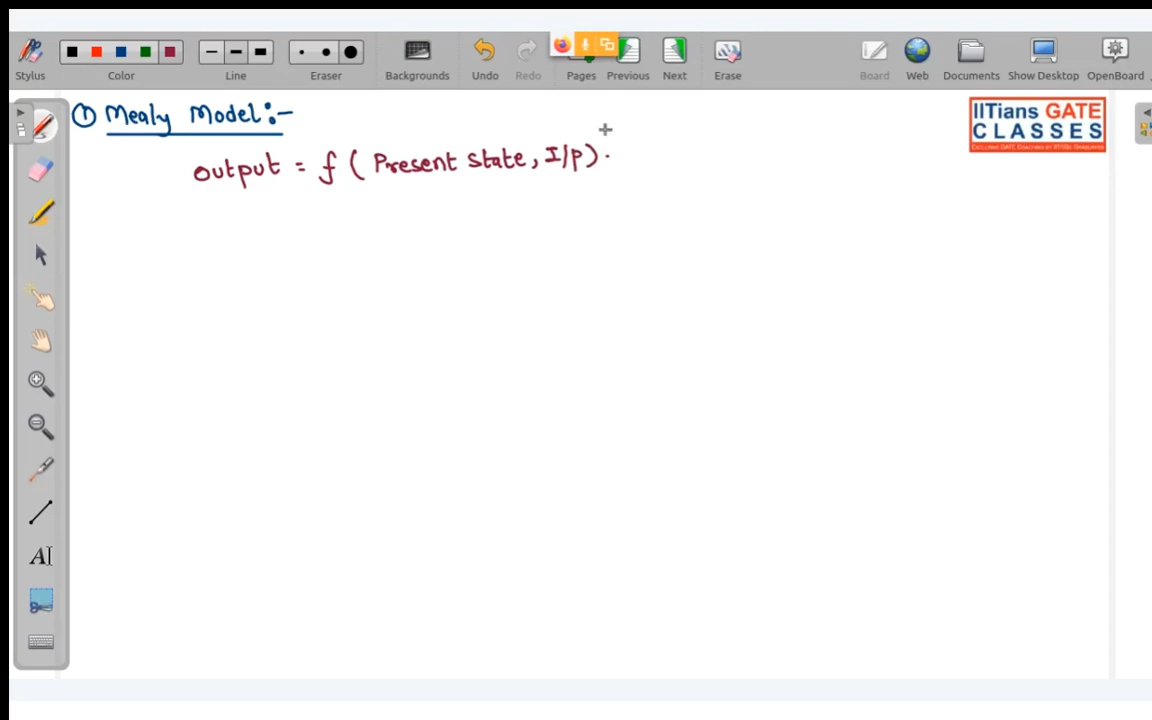 Stylus Color Line Eraser Backgrounds Undo Redo Pages Previous Next Erase Board Web Documents Show Desktop OpenBoard
① Mealy Model :-
IITians GATE
CLASSES
output = f ( Present state, I/p).
A